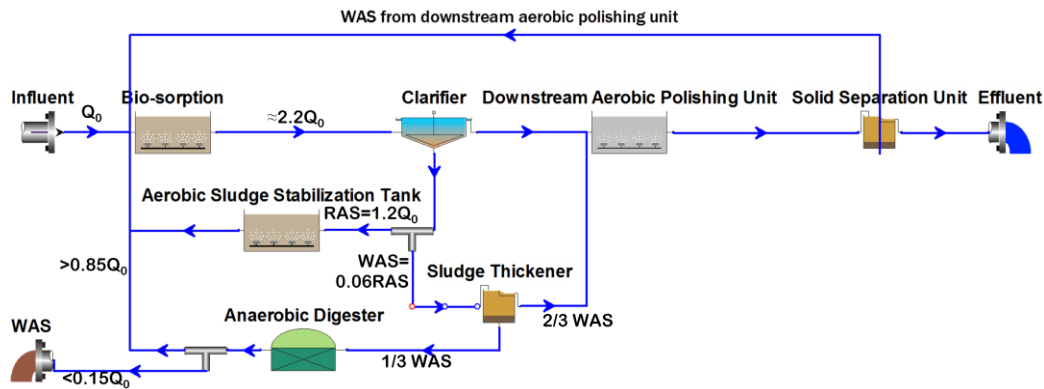 WAS from downstream aerobic polishing unit
Influent
Q₀
Bio-sorption
≈2.2Q₀
Clarifier
Downstream Aerobic Polishing Unit
Solid Separation Unit
Effluent
Aerobic Sludge Stabilization Tank
RAS=1.2Q₀
WAS=
0.06RAS
>0.85Q₀
Sludge Thickener
2/3 WAS
Anaerobic Digester
1/3 WAS
WAS
<0.15Q₀